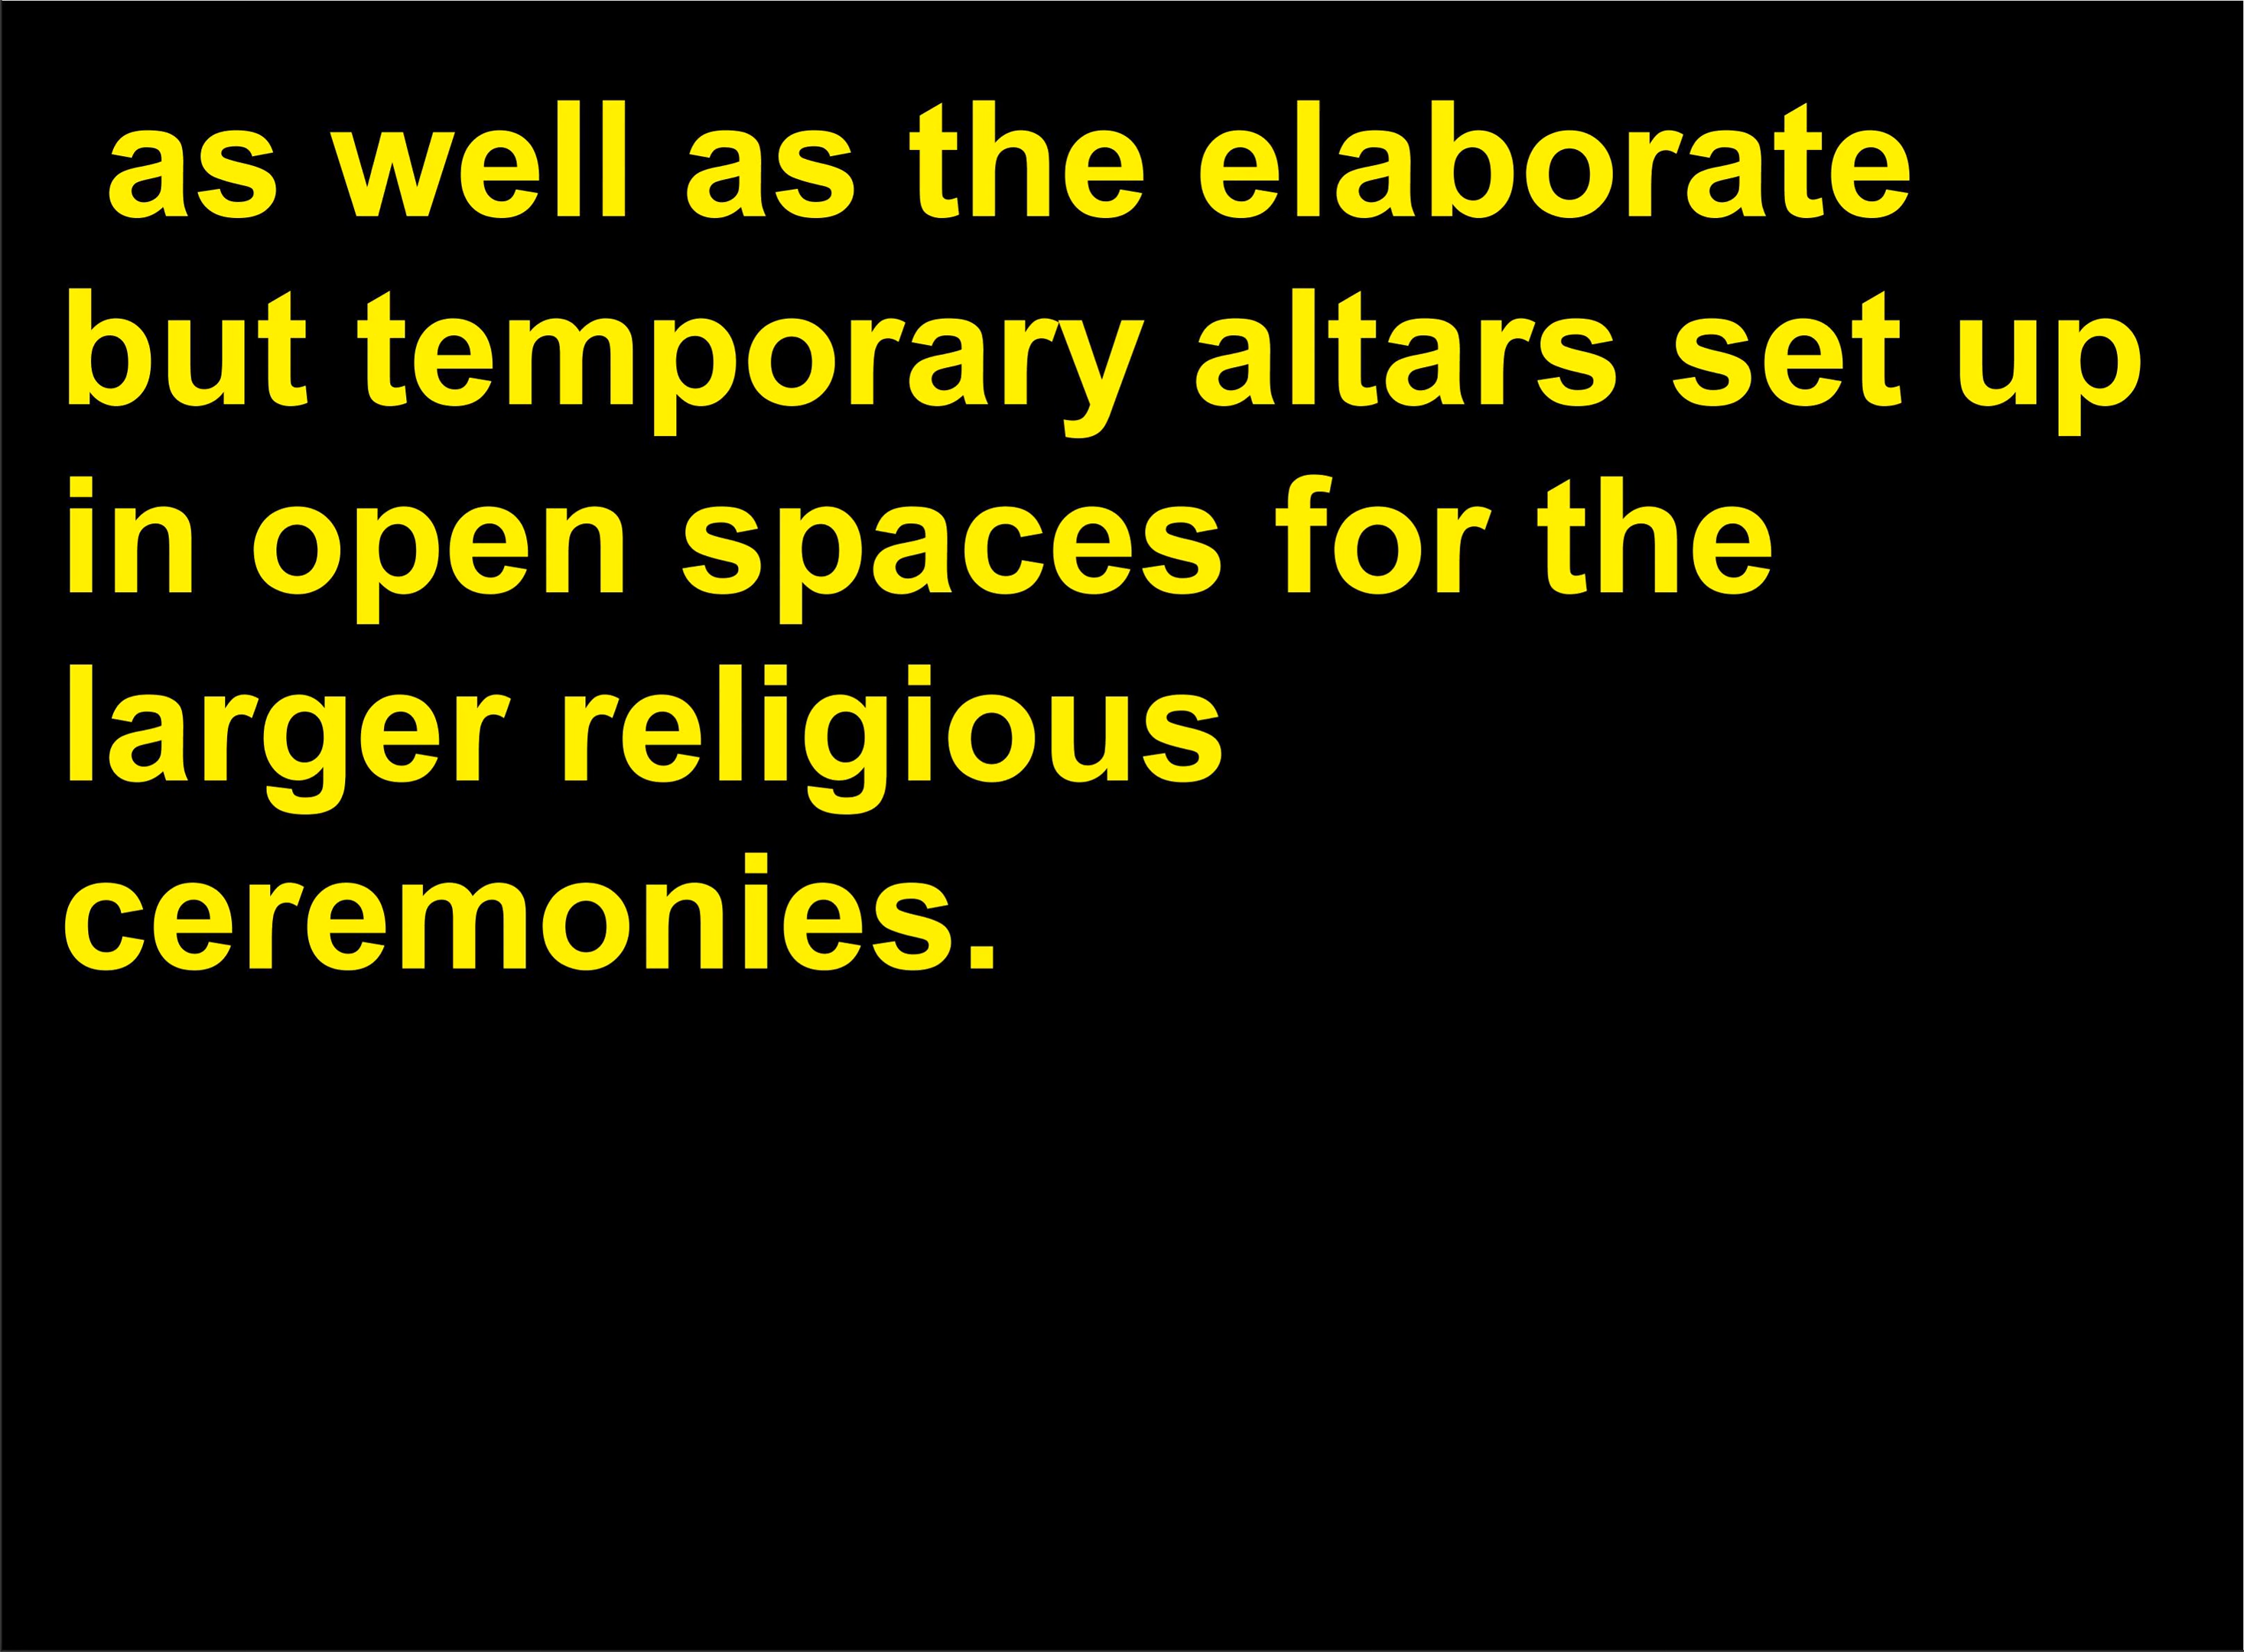 as well as the elaborate
but temporary altars set up
in open spaces for the
larger religious
ceremonies.